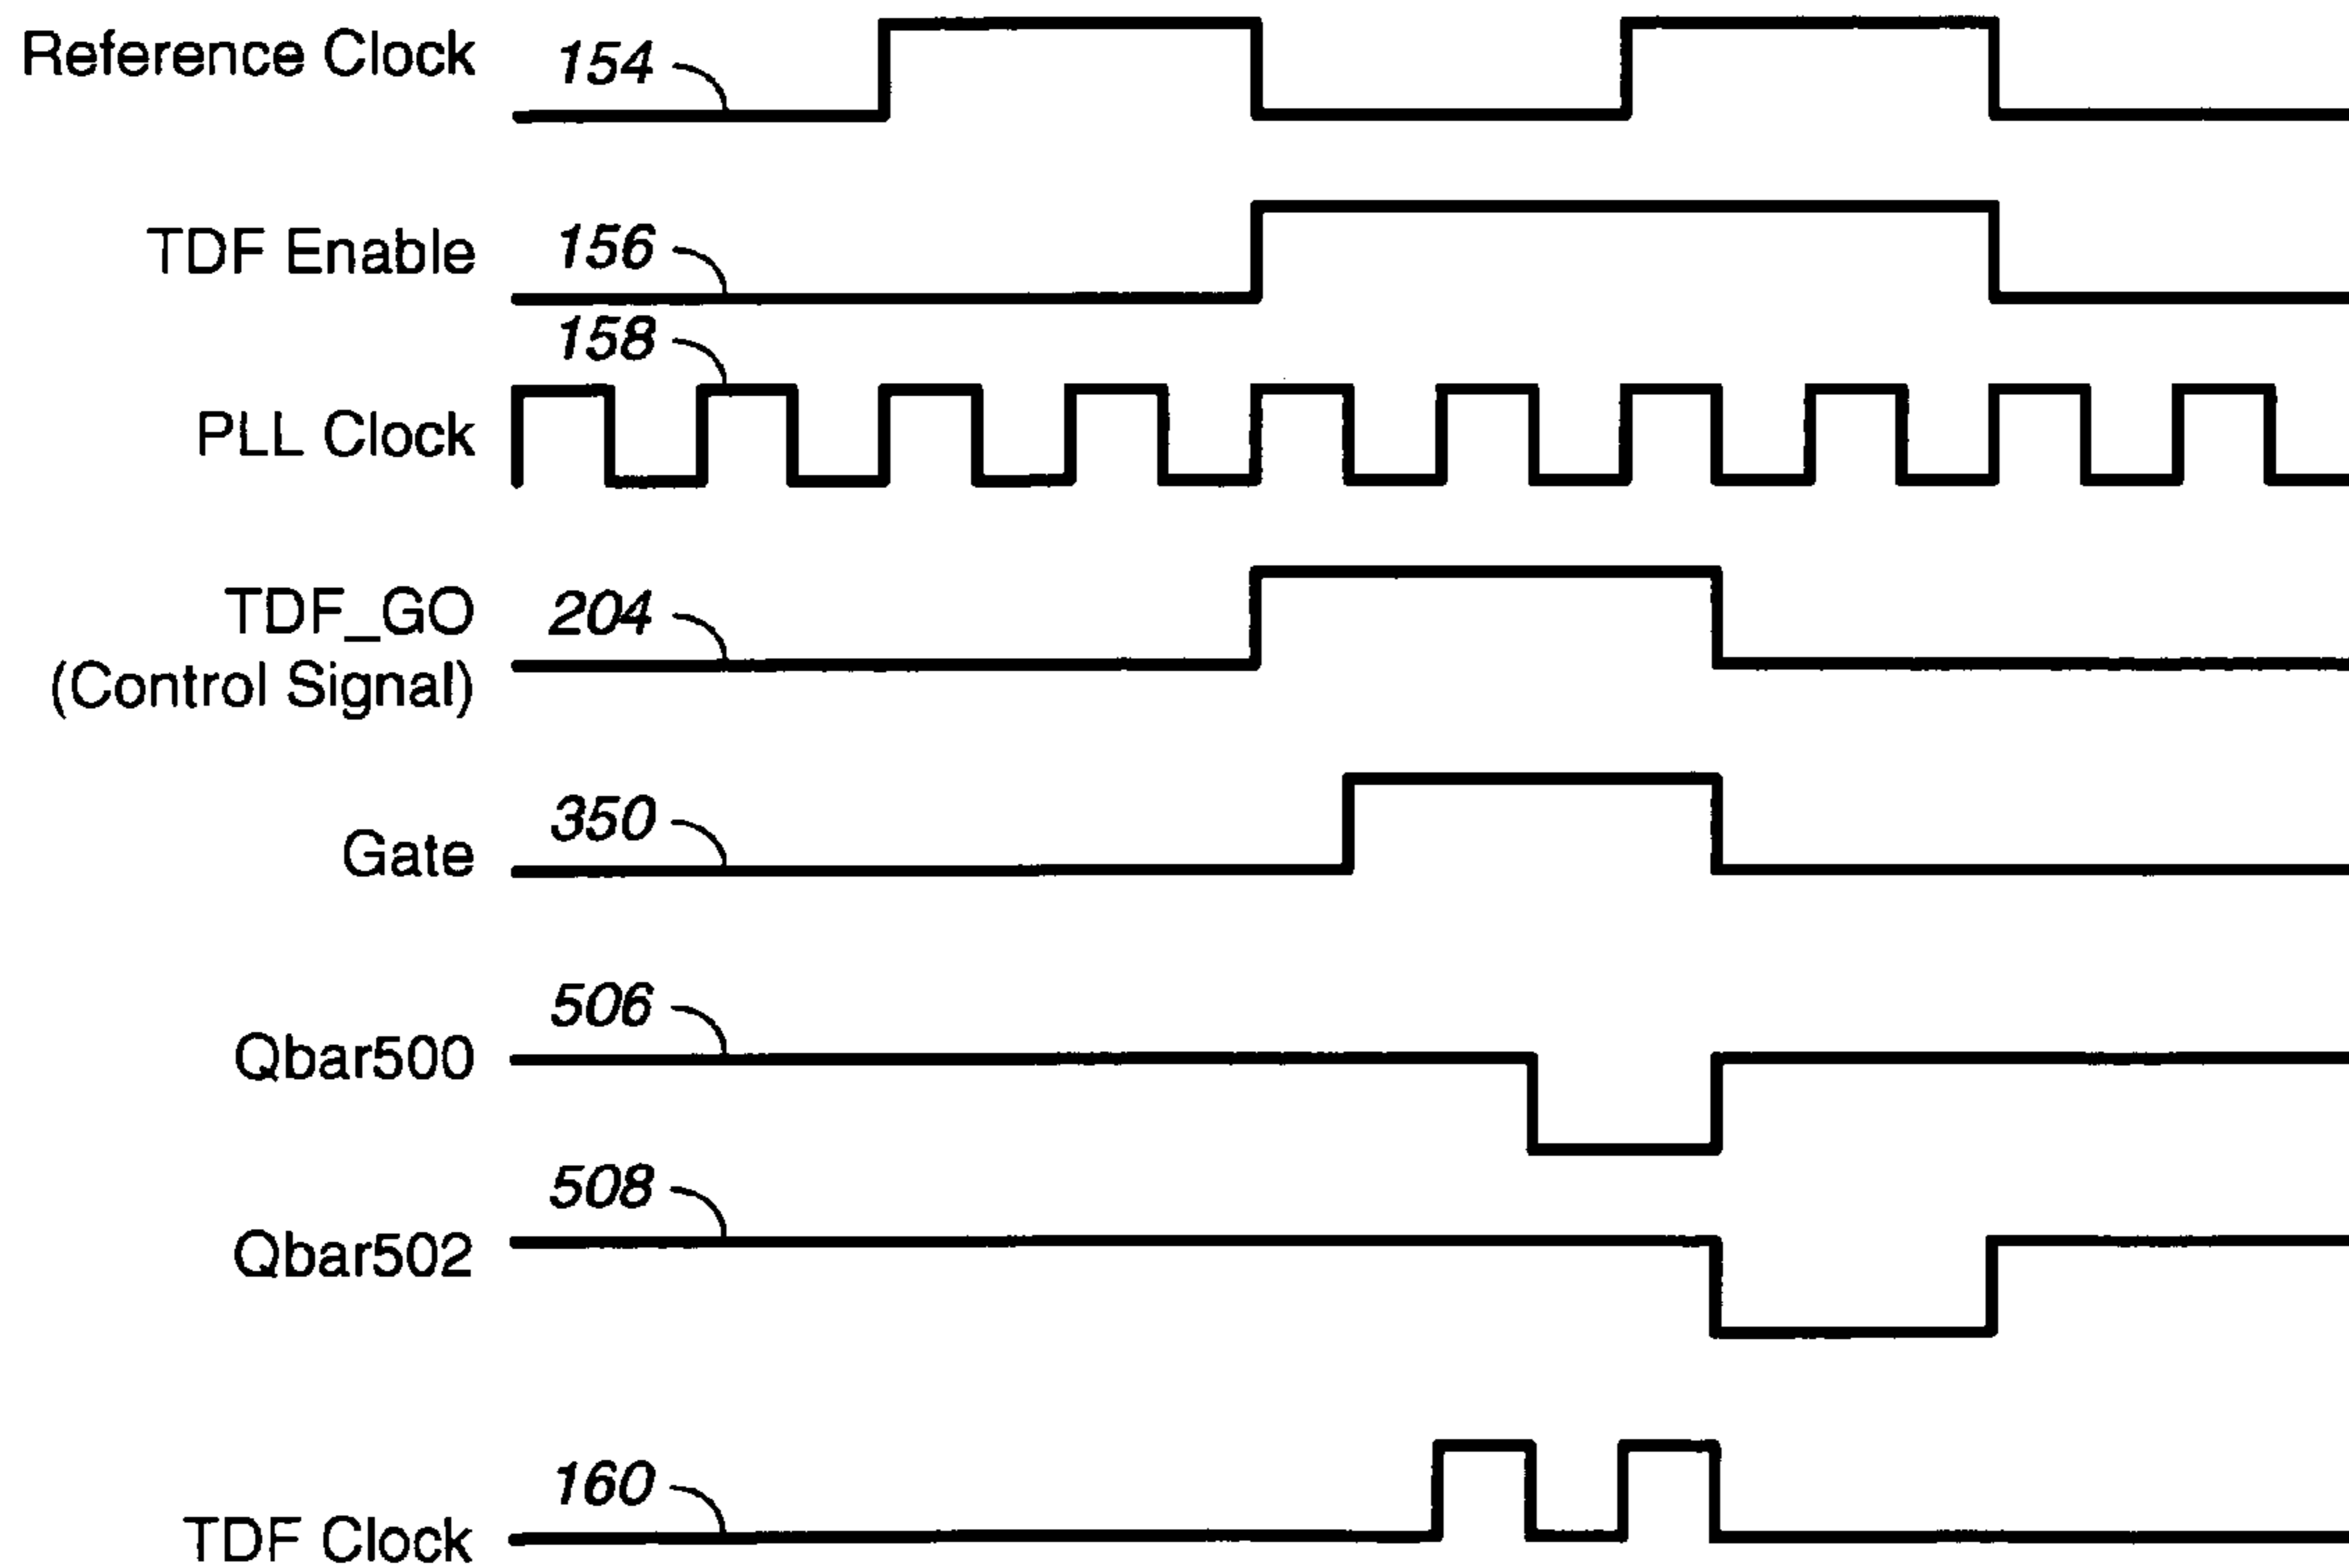 Reference Clock 154
TDF Enable 156
158
PLL Clock
TDF_GO 204
(Control Signal)
350
Gate
506
Qbar500
508
Qbar502
160
TDF Clock